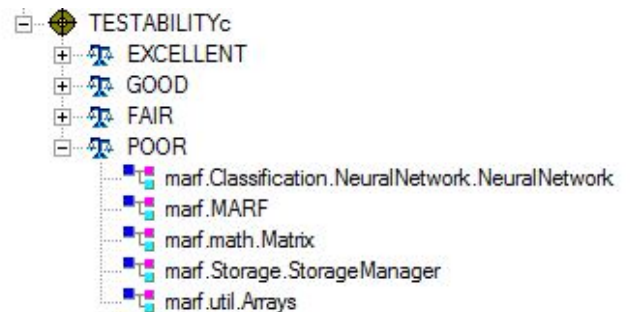 TESTABILITYc
EXCELLENT
GOOD
FAIR
POOR
marf.Classification.NeuralNetwork.NeuralNetwork
marf.MARF
marf.math.Matrix
marf.Storage.StorageManager
marf.util.Arrays